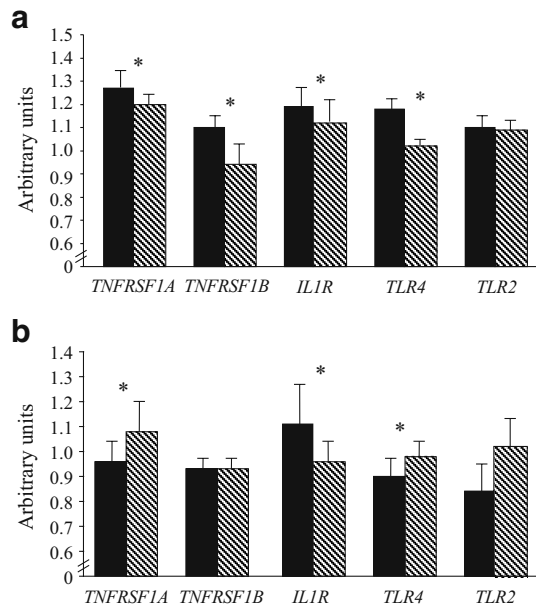 a
Arbitrary units
1.5
1.4
1.3
1.2
1.1
1.0
0.9
0.8
0.7
0.6
0
* * * *
TNFRSF1A TNFRSF1B IL1R TLR4 TLR2
b
Arbitrary units
1.4
1.3
1.2
1.1
1.0
0.9
0.8
0.7
0.6
0
* * *
TNFRSF1A TNFRSF1B IL1R TLR4 TLR2